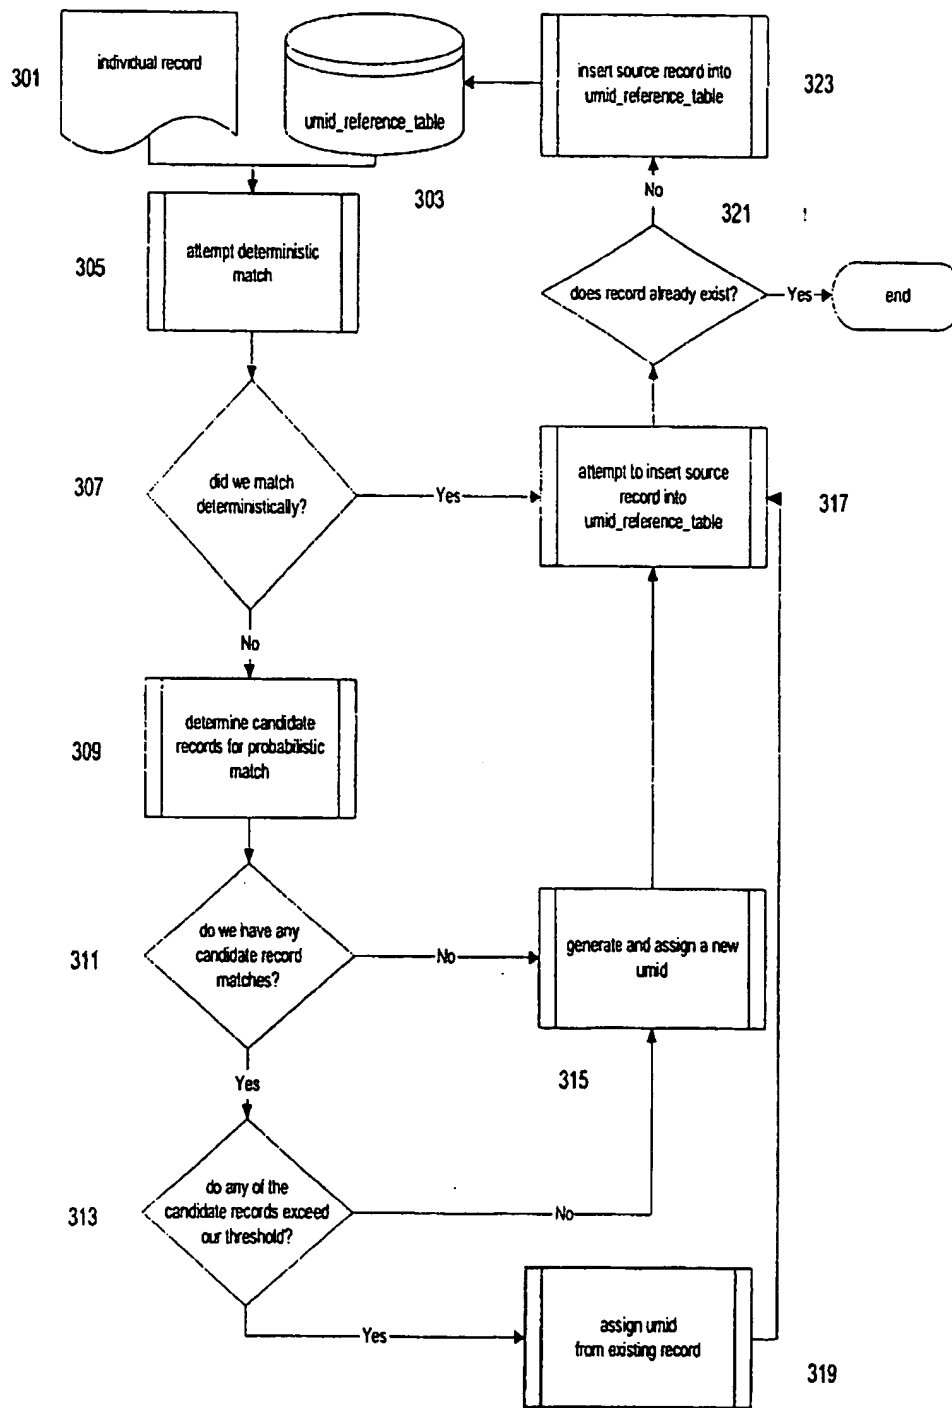 301
individual record
umid_reference_table
303
insert source record into
umid_reference_table
323
No
321
305
attempt deterministic
match
does record already exist?
Yes
end
307
did we match
deterministically?
Yes
attempt to insert source
record into
umid_reference_table
317
No
309
determine candidate
records for probabilistic
match
311
do we have any
candidate record
matches?
No
generate and assign a new
umid
315
Yes
313
do any of the
candidate records exceed
our threshold?
No
Yes
assign umid
from existing record
319